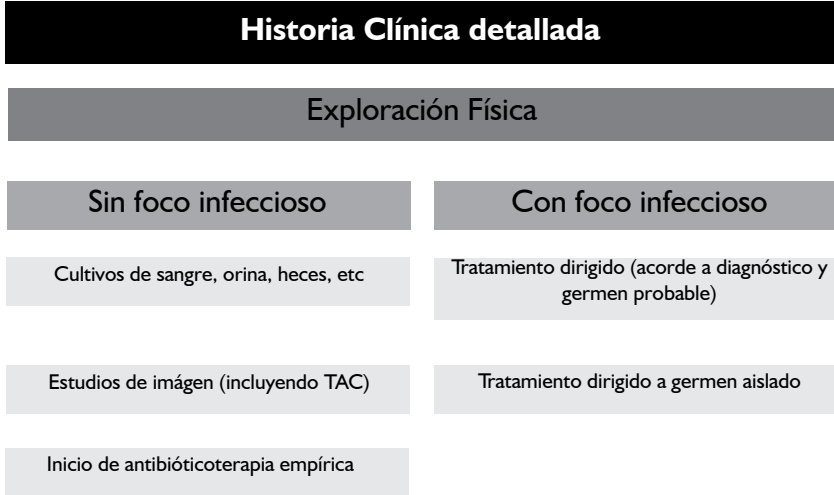 Historia Clínica detallada
Exploración Física
Sin foco infeccioso
Con foco infeccioso
Cultivos de sangre, orina, heces, etc
Tratamiento dirigido (acorde a diagnóstico y
germen probable)
Estudios de imágen (incluyendo TAC)
Tratamiento dirigido a germen aislado
Inicio de antibióticoterapia empírica